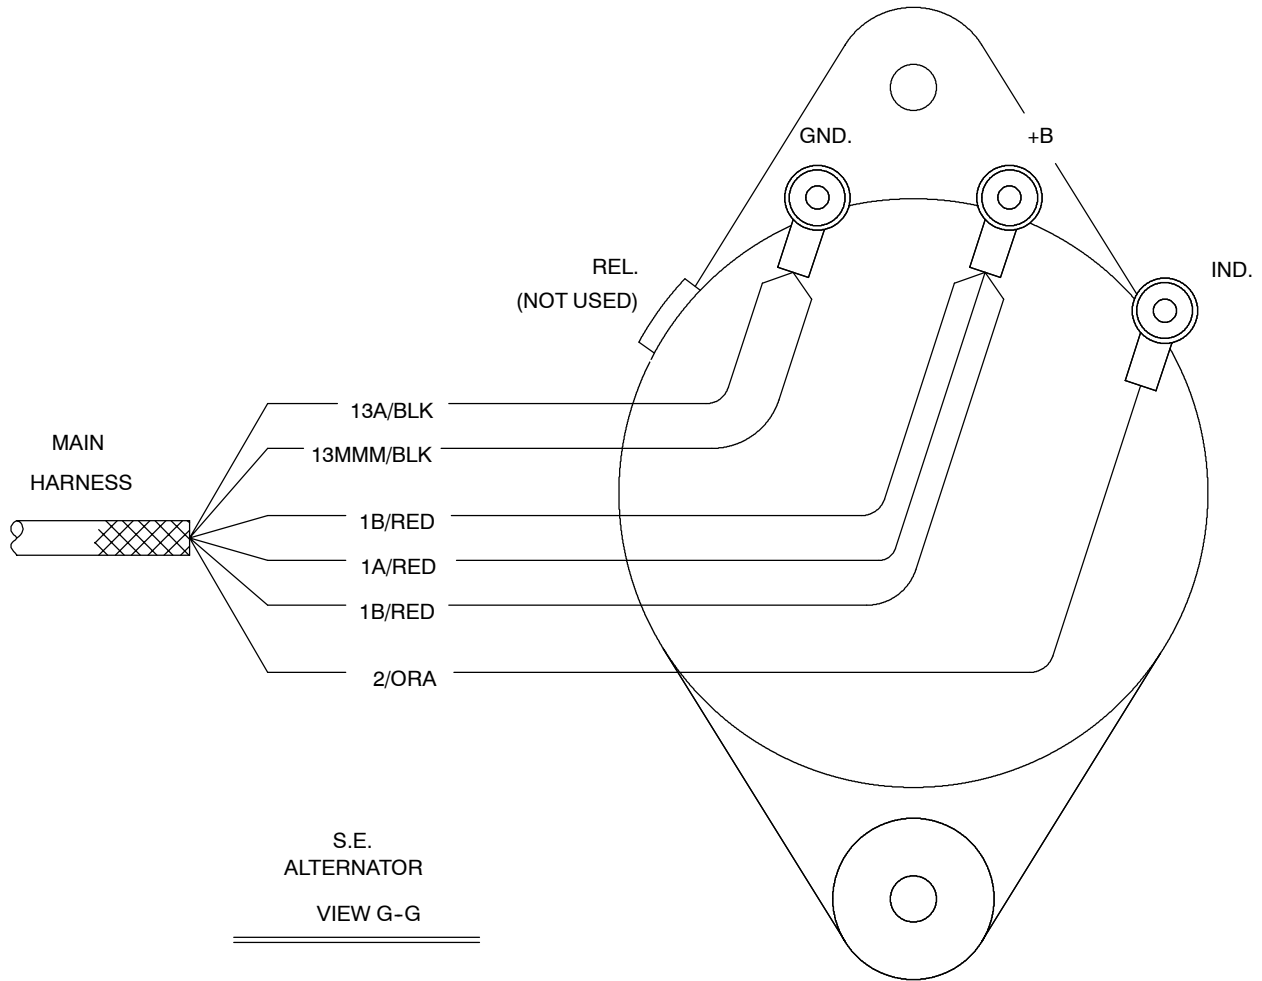 GND.
+B
REL.
(NOT USED)
IND.
13A/BLK
MAIN
HARNESS
13MMM/BLK
1B/RED
1A/RED
1B/RED
2/ORA
S.E.
ALTERNATOR
VIEW G-G